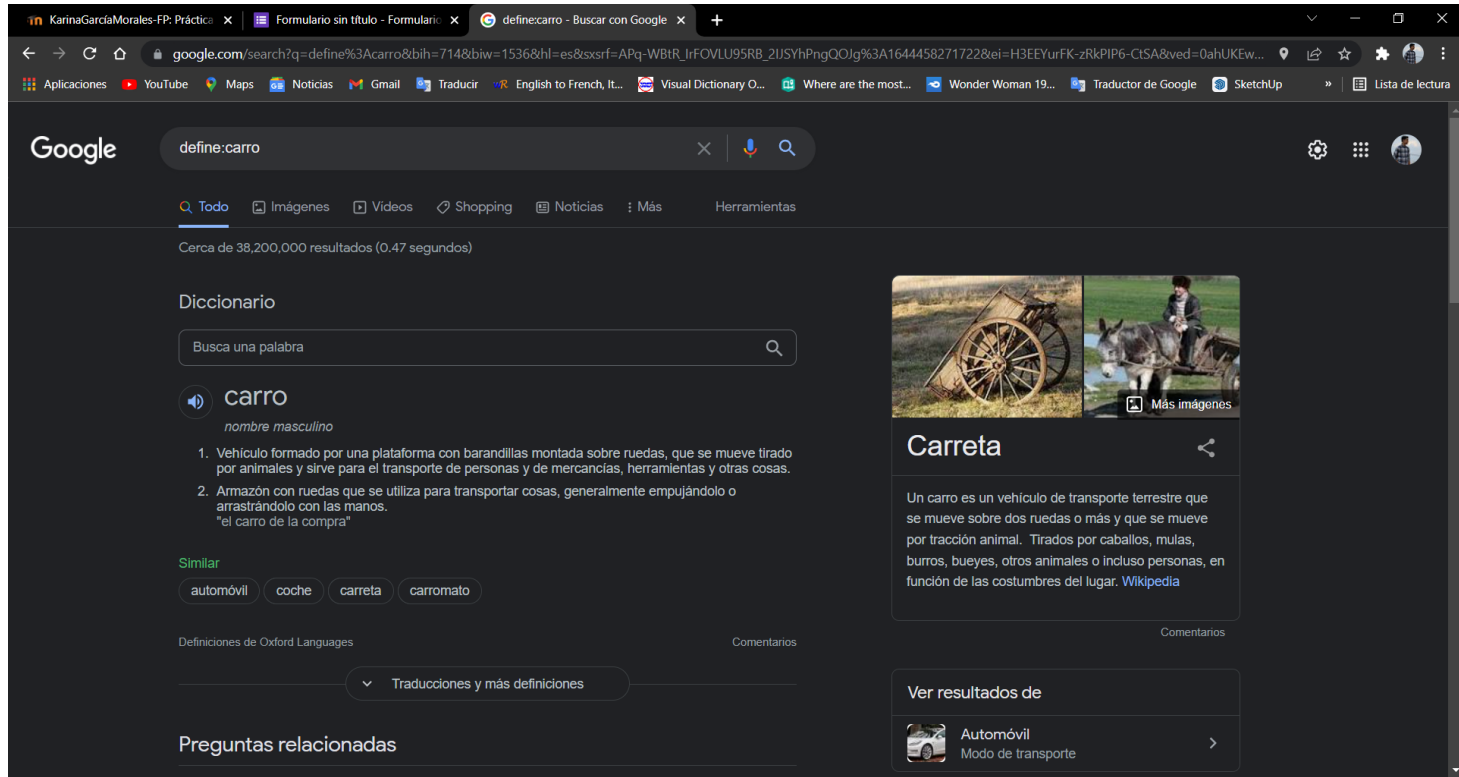 KarinaGarcíaMorales-FP: Práctica
Formulario sin título - Formulario
define:carro - Buscar con Google
google.com/search?q=define%3Acarro&bih=714&biw=1536&hl=es&sxsrf=APq-WBtR_IrFOVLU95RB_2IJSYhPngQOJg%3A1644458271722&ei=H3EEYurFK-zRkPIP6-CtSA&ved=0ahUKEw...
Aplicaciones YouTube Maps Noticias Gmail Traducir English to French, It... Visual Dictionary O... Where are the most... Wonder Woman 19... Traductor de Google SketchUp » Lista de lectura
Google
define:carro
Todo Imágenes Videos Shopping Noticias Más Herramientas
Cerca de 38,200,000 resultados (0.47 segundos)
Diccionario
Busca una palabra
carro
nombre masculino
1. Vehículo formado por una plataforma con barandillas montada sobre ruedas, que se mueve tirado
por animales y sirve para el transporte de personas y de mercancías, herramientas y otras cosas.
2. Armazón con ruedas que se utiliza para transportar cosas, generalmente empujándolo o
arrastrándolo con las manos.
"el carro de la compra"
Similar
automóvil coche carreta carromato
Definiciones de Oxford Languages Comentarios
Traducciones y más definiciones
Preguntas relacionadas
Más imágenes
Carreta
Un carro es un vehículo de transporte terrestre que
se mueve sobre dos ruedas o más y que se mueve
por tracción animal. Tirados por caballos, mulas,
burros, bueyes, otros animales o incluso personas, en
función de las costumbres del lugar. Wikipedia
Comentarios
Ver resultados de
Automóvil
Modo de transporte